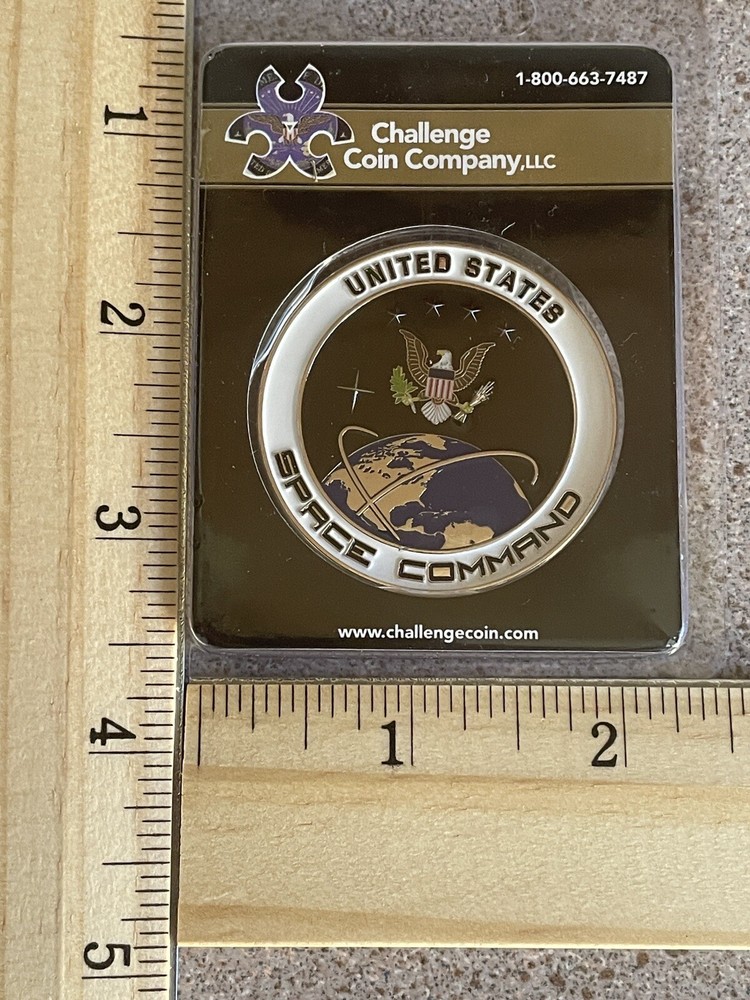 1-800-663-7487
Challenge
Coin Company,LLC
UNITED STATES
SPACE COMMAND
www.challengecoin.com
1
2
3
4
5
1
2